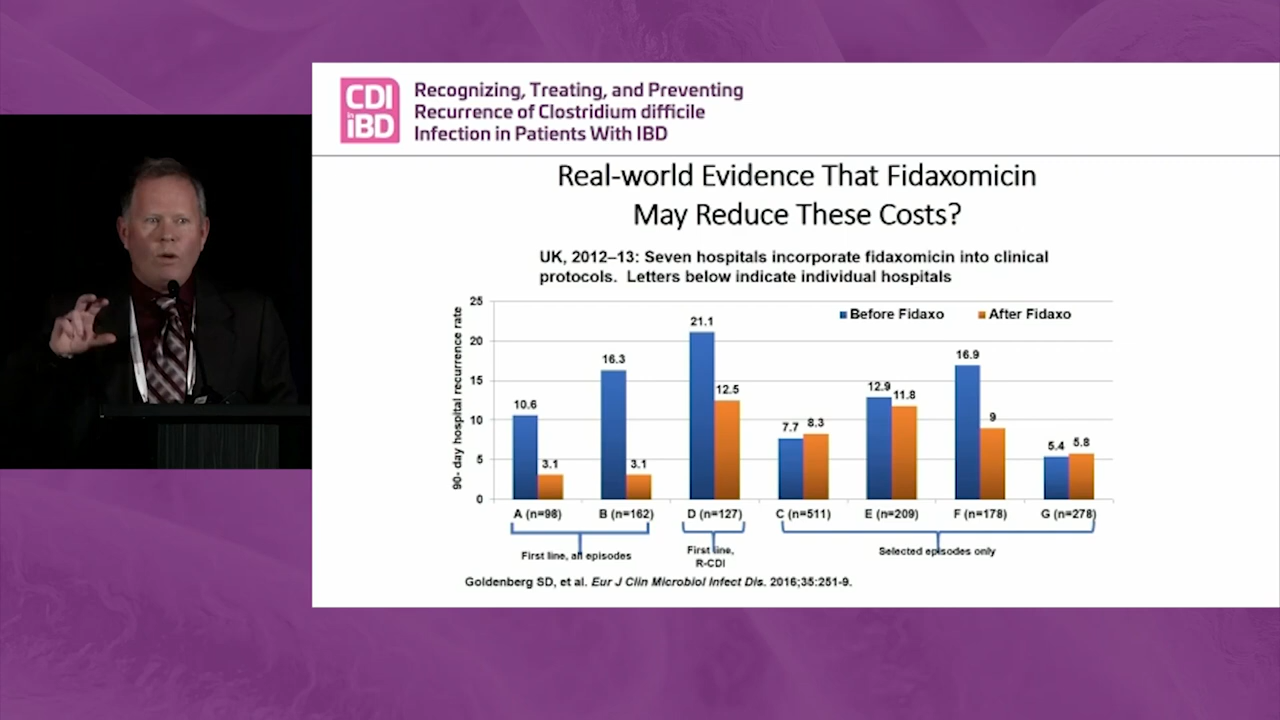 CDI
in
IBD
Recognizing, Treating, and Preventing
Recurrence of Clostridium difficile
Infection in Patients With IBD
Real-world Evidence That Fidaxomicin
May Reduce These Costs?
UK, 2012–13: Seven hospitals incorporate fidaxomicin into clinical
protocols. Letters below indicate individual hospitals
90- day hospital recurrence rate
25
20
15
10
5
0
Before Fidaxo After Fidaxo
10.6 3.1
16.3 3.1
21.1 12.5
7.7 8.3
12.9 11.8
16.9 9
5.4 5.8
A (n=98) B (n=162) D (n=127) C (n=511) E (n=209) F (n=178) G (n=278)
First line, all episodes
First line,
R-CDI
Selected episodes only
Goldenberg SD, et al. Eur J Clin Microbiol Infect Dis. 2016;35:251-9.